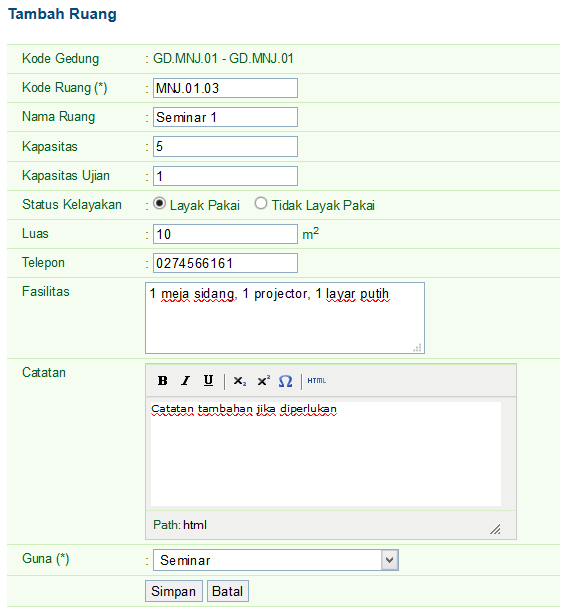 Tambah Ruang
Kode Gedung : GD.MNJ.01 - GD.MNJ.01
Kode Ruang (*) : MNJ.01.03
Nama Ruang : Seminar 1
Kapasitas : 5
Kapasitas Ujian : 1
Status Kelayakan : Layak Pakai Tidak Layak Pakai
Luas : 10 m²
Telepon : 0274566161
Fasilitas 1 meja sidang, 1 projector, 1 layar putih
Catatan
B I U x₂ x² Ω HTML
Catatan tambahan jika diperlukan
Path: html
Guna (*) : Seminar
Simpan Batal